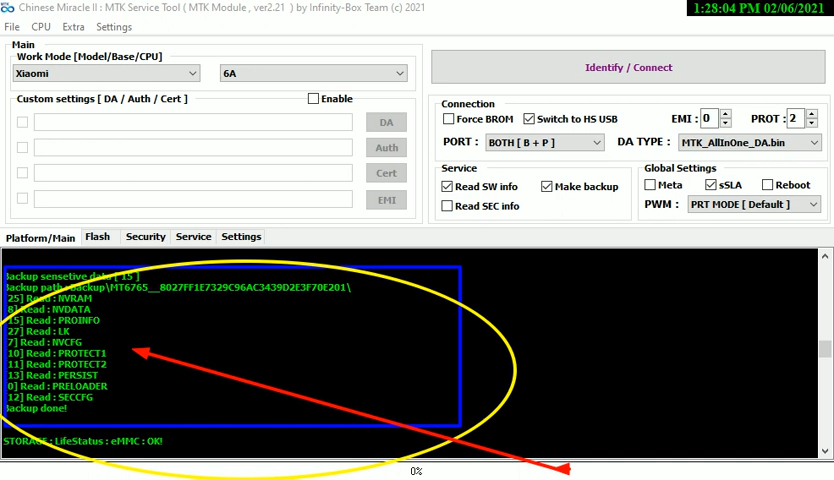 Chinese Miracle II : MTK Service Tool ( MTK Module , ver2.21 ) by Infinity-Box Team (c) 2021
1:28:04 PM 02/06/2021
File CPU Extra Settings
Main
Work Mode [Model/Base/CPU]
Xiaomi 6A
Identify / Connect
Custom settings [ DA / Auth / Cert ] Enable
DA
Auth
Cert
EMI
Connection
Force BROM Switch to HS USB EMI : 0 PROT : 2
PORT : BOTH [ B + P ] DA TYPE : MTK_AllInOne_DA.bin
Service
Read SW info Make backup
Read SEC info
Global Settings
Meta sSLA Reboot
PWM : PRT MODE [ Default ]
Platform/Main Flash Security Service Settings
Backup sensetive data [ 15 ]
Backup path :Backup\MT6765__8027FF1E7329C96AC3439D2E3F70E201\
25] Read : NVRAM
8] Read : NVDATA
15] Read : PROINFO
27] Read : LK
7] Read : NVCFG
10] Read : PROTECT1
11] Read : PROTECT2
13] Read : PERSIST
0] Read : PRELOADER
12] Read : SECCFG
Backup done!
STORAGE : LifeStatus : eMMC : OK!
0%